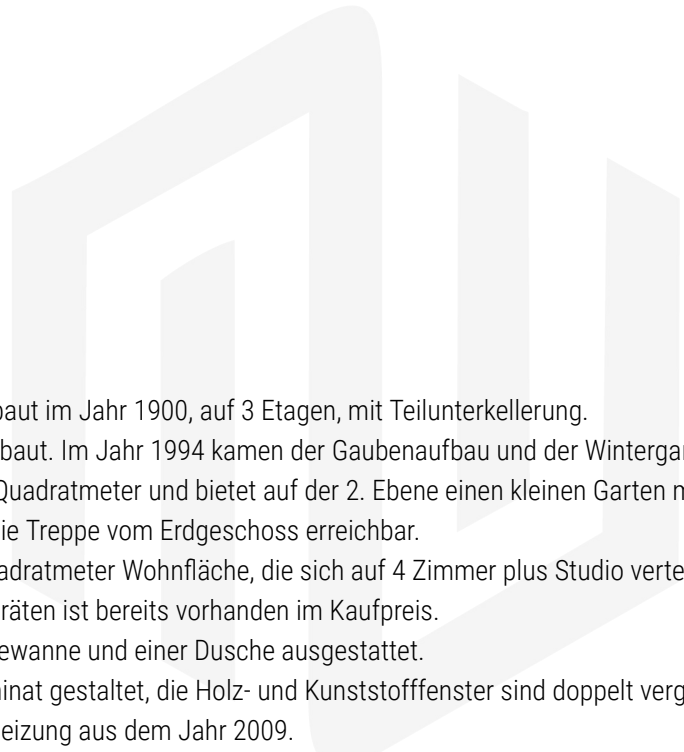 baut im Jahr 1900, auf 3 Etagen, mit Teilunterkellerung.
baut. Im Jahr 1994 kamen der Gaubenaufbau und der Winterga
Quadratmeter und bietet auf der 2. Ebene einen kleinen Garten
ie Treppe vom Erdgeschoss erreichbar.
adratmeter Wohnfläche, die sich auf 4 Zimmer plus Studio verte
räten ist bereits vorhanden im Kaufpreis.
ewanne und einer Dusche ausgestattet.
inat gestaltet, die Holz- und Kunststofffenster sind doppelt verg
eizung aus dem Jahr 2009.